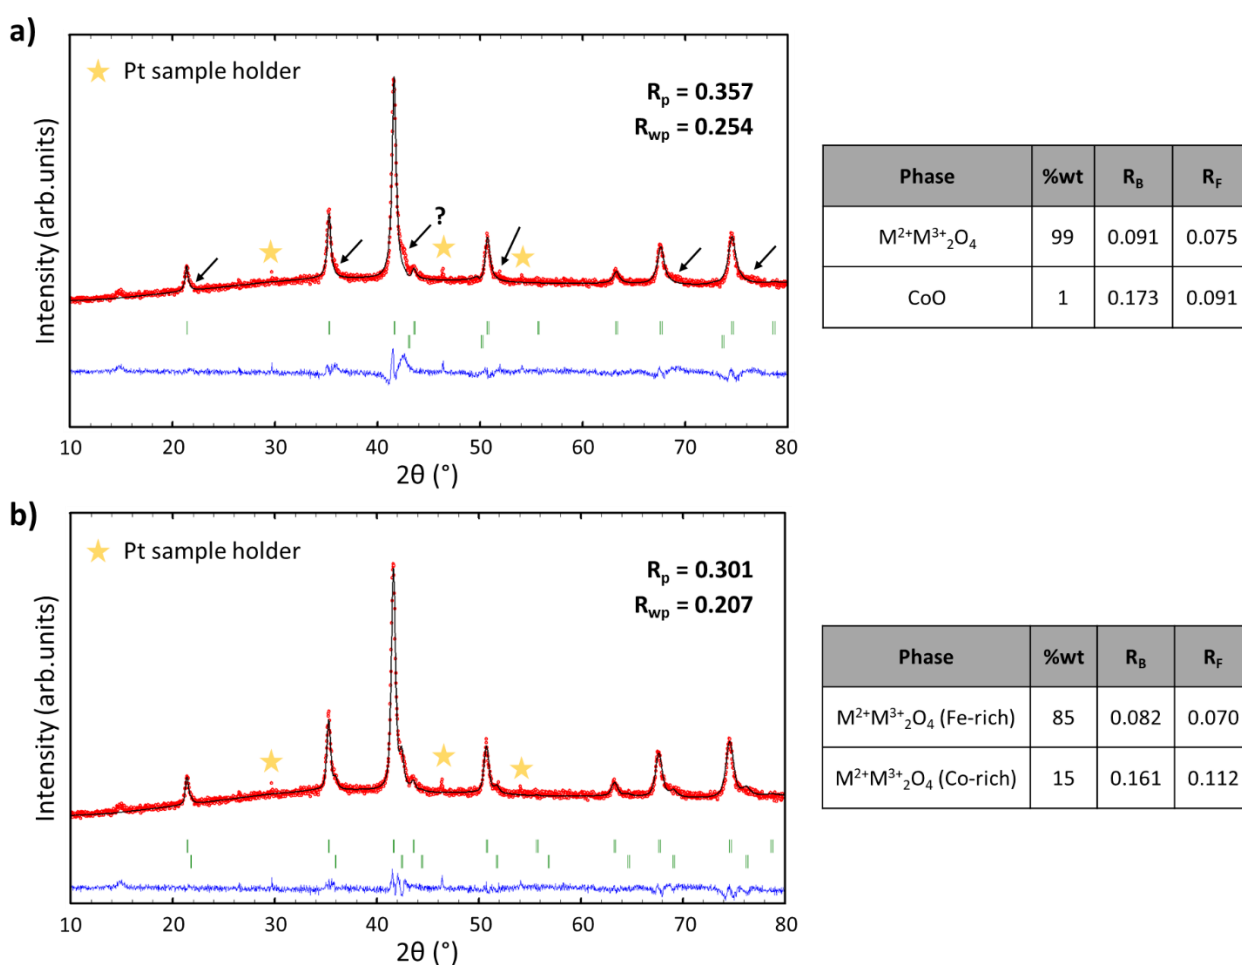 a)
Pt sample holder
Rₚ = 0.357
R_wp = 0.254
?
Intensity (arb.units)
10 20 30 40 50 60 70 80
2θ (°)
Phase %wt R_B R_F
M²⁺M³⁺₂O₄ 99 0.091 0.075
CoO 1 0.173 0.091
b)
Pt sample holder
Rₚ = 0.301
R_wp = 0.207
Intensity (arb.units)
10 20 30 40 50 60 70 80
2θ (°)
Phase %wt R_B R_F
M²⁺M³⁺₂O₄ (Fe-rich) 85 0.082 0.070
M²⁺M³⁺₂O₄ (Co-rich) 15 0.161 0.112